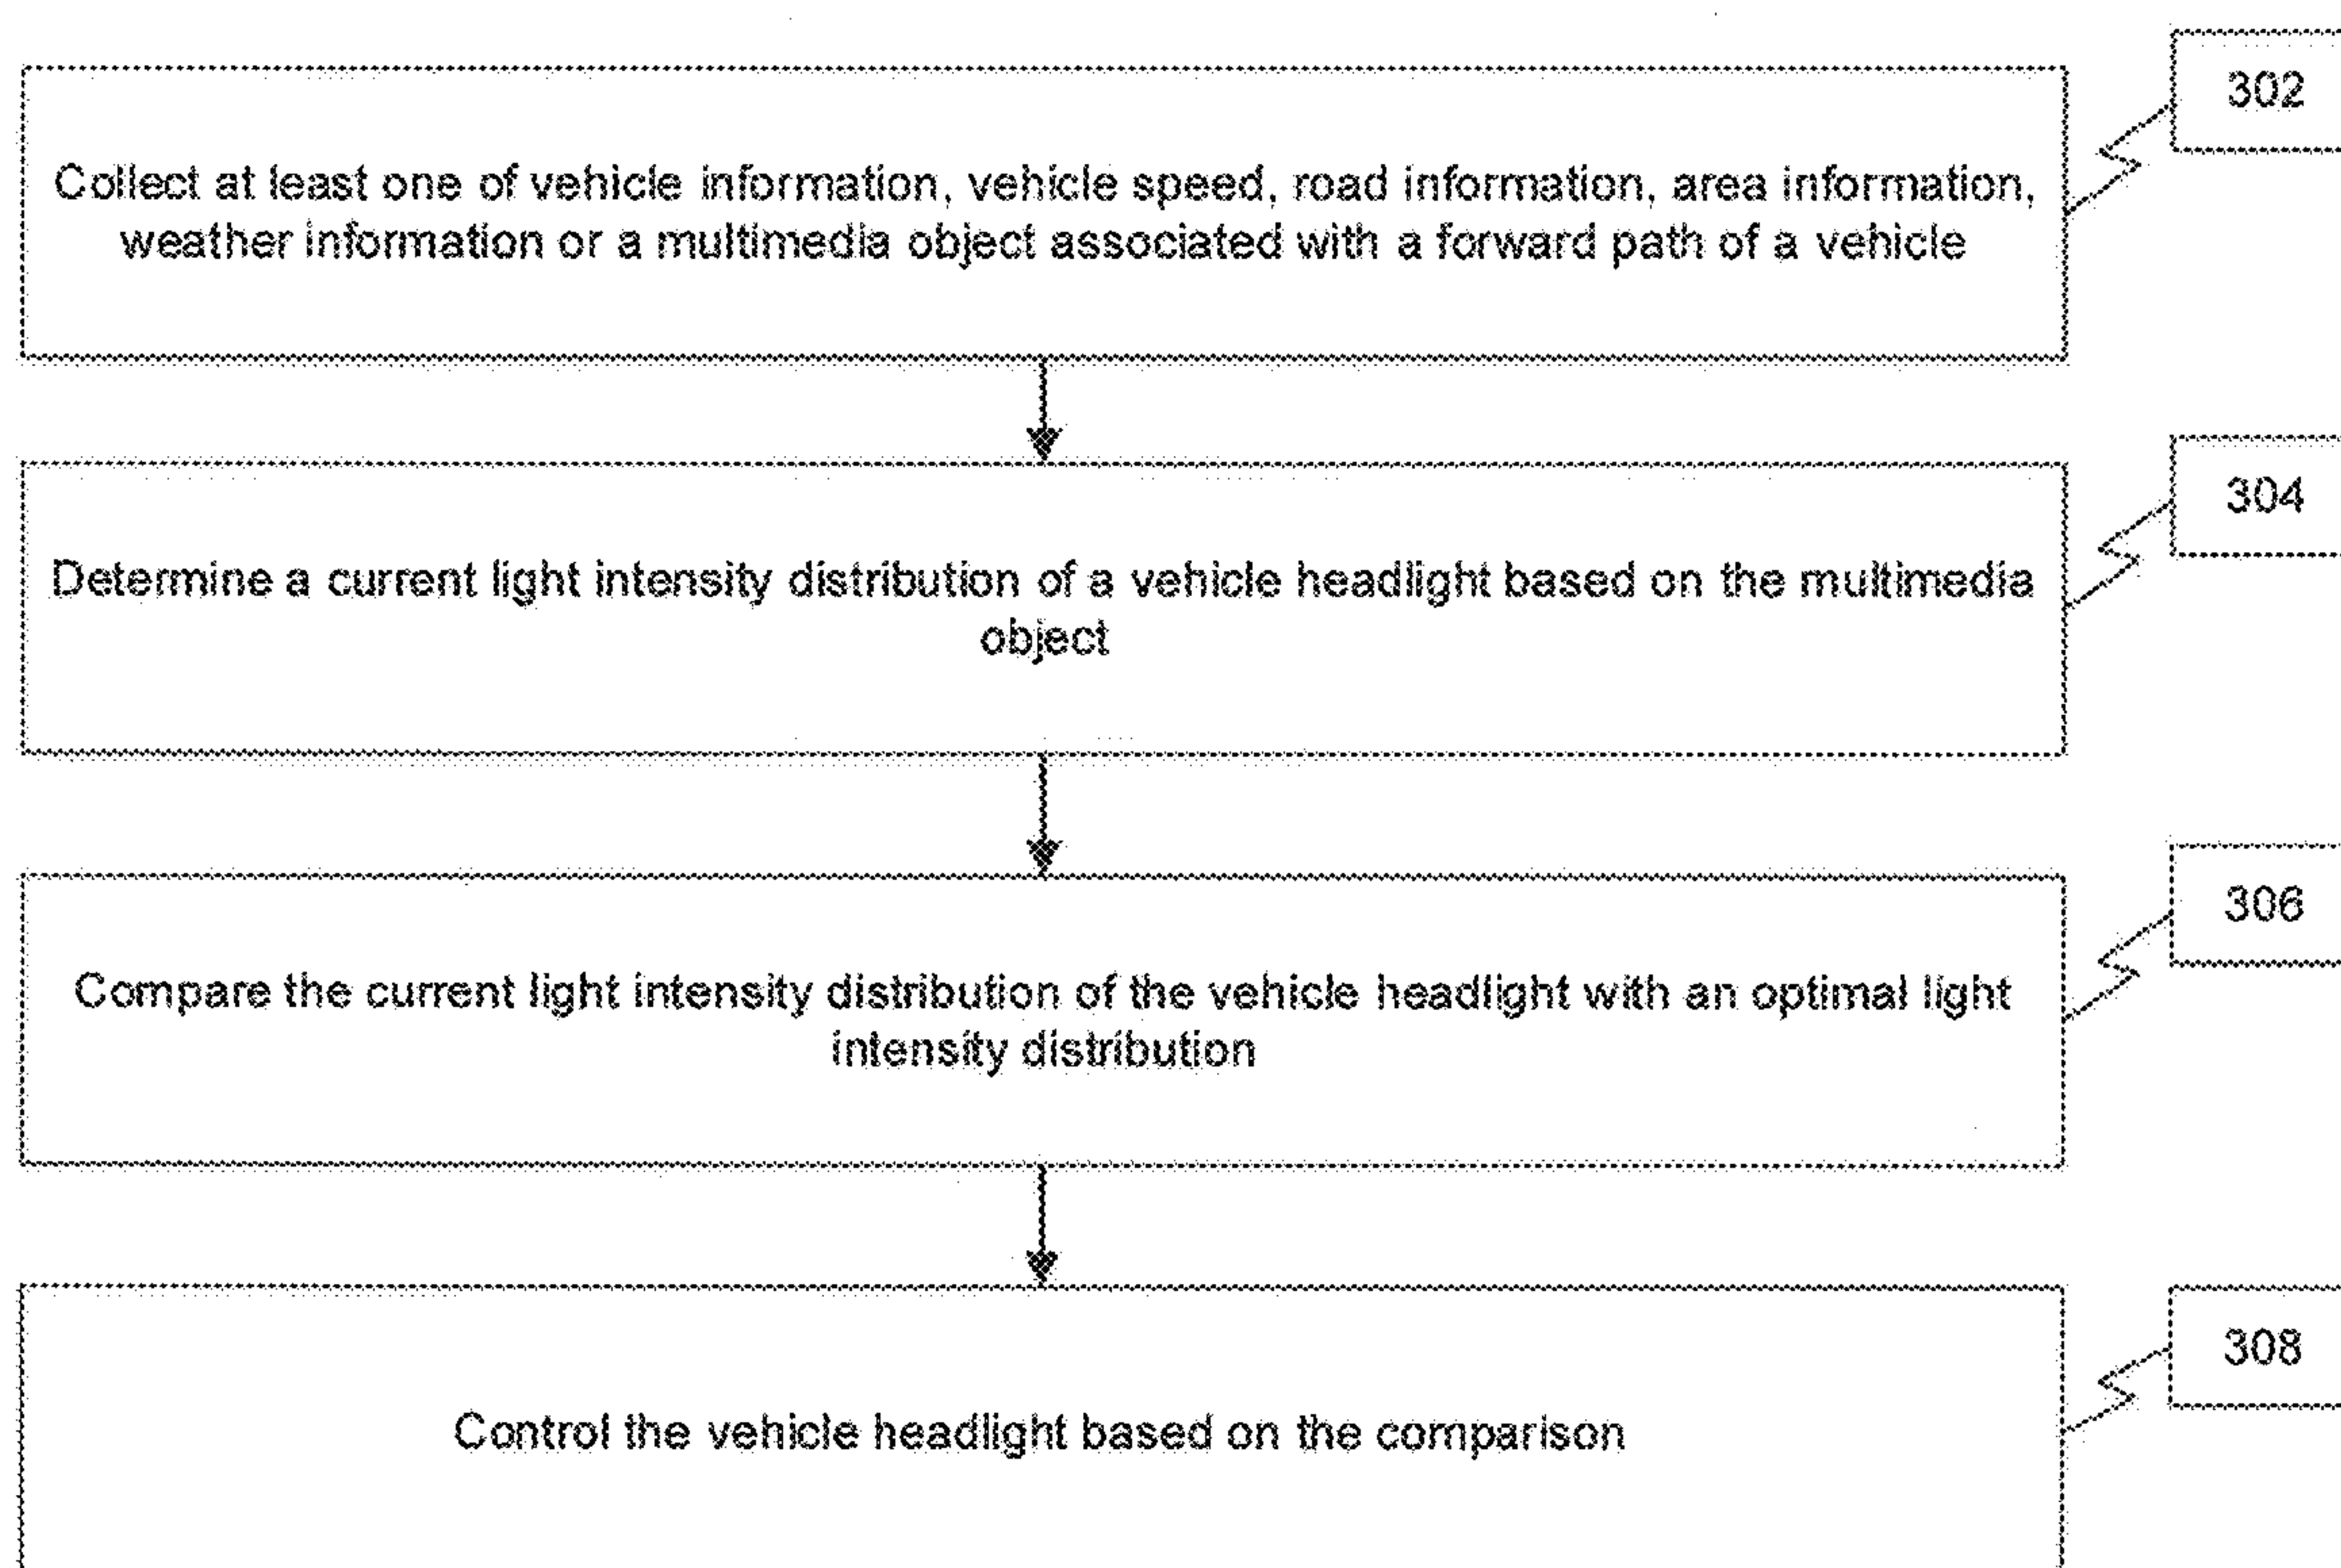 302
Collect at least one of vehicle information, vehicle speed, road information, area information,
weather information or a multimedia object associated with a forward path of a vehicle
304
Determine a current light intensity distribution of a vehicle headlight based on the multimedia
object
306
Compare the current light intensity distribution of the vehicle headlight with an optimal light
intensity distribution
308
Control the vehicle headlight based on the comparison